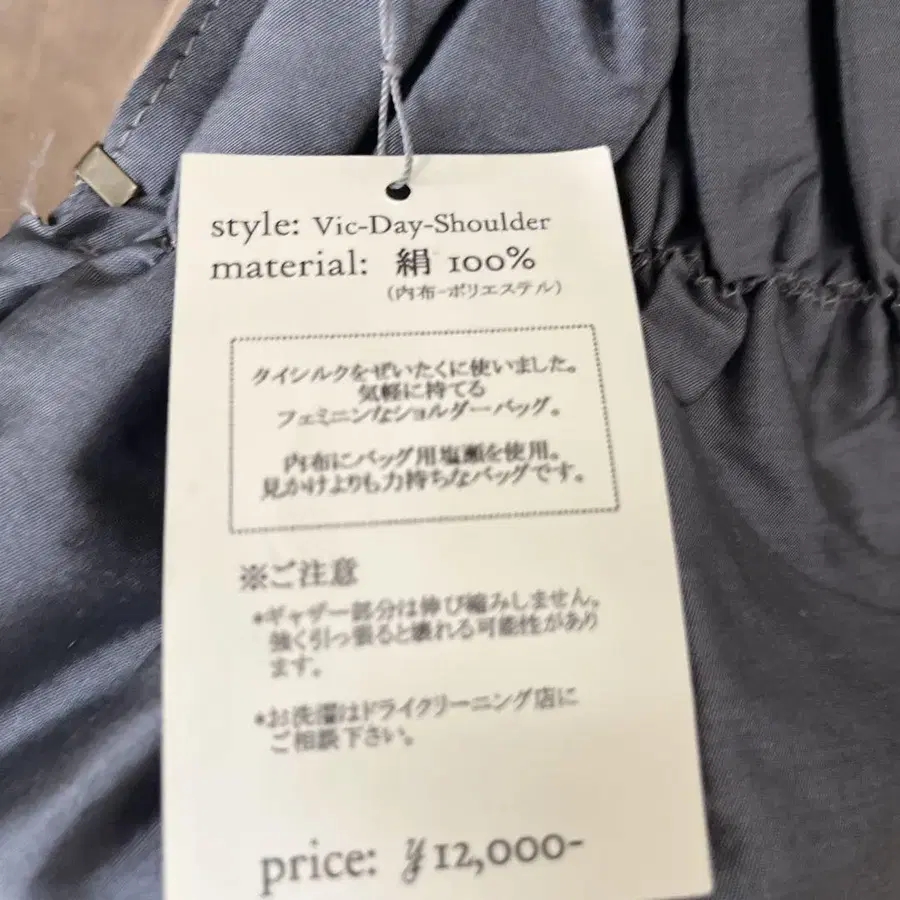 style: Vic-Day-Shoulder
material: 絹 100%
(内布-ポリエステル)
タイシルクをぜいたくに使いました。
気軽に持てる
フェミニンなショルダーバッグ。
内布にバッグ用塩瀬を使用。
見かけよりも力持ちなバッグです。
※ご注意
*ギャザー部分は伸び縮みしません。
強く引っ張ると壊れる可能性があり
ます。
*お洗濯はドライクリーニング店に
ご相談下さい。
price: ¥12,000-